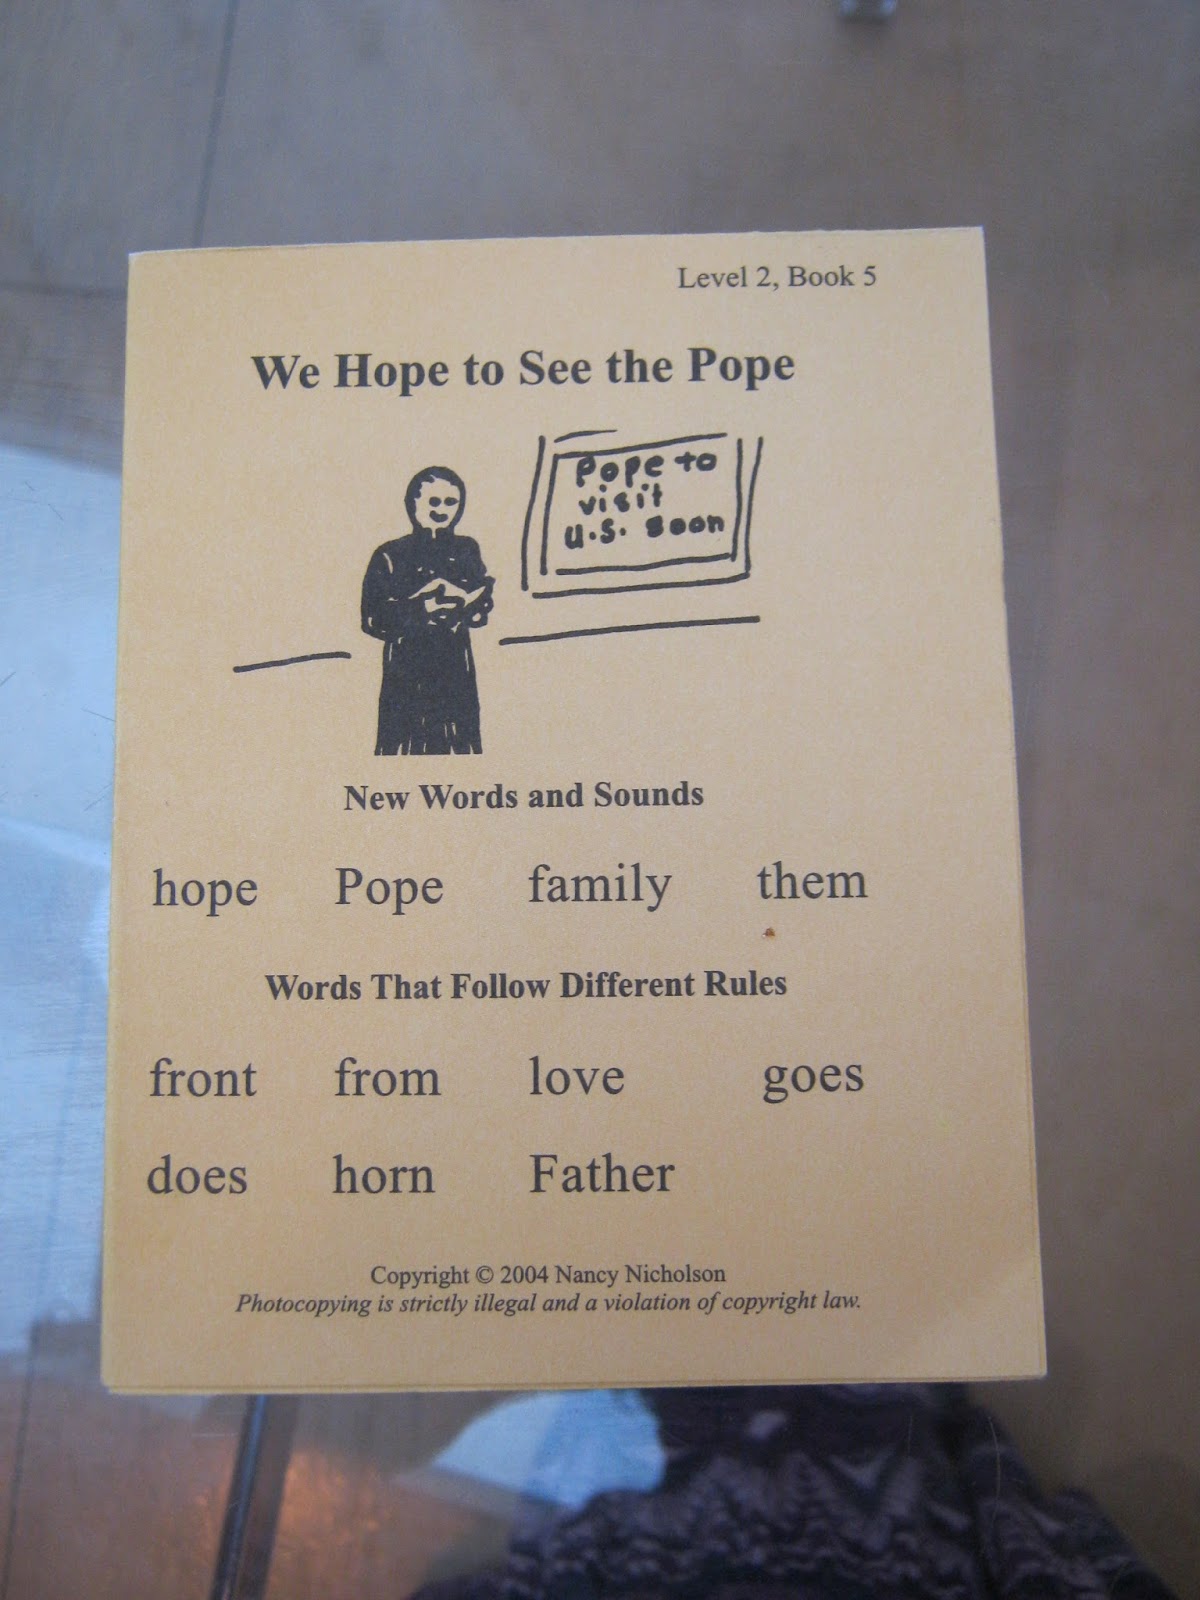 Level 2, Book 5
We Hope to See the Pope
Pope to
visit
U.S. soon
New Words and Sounds
hope Pope family them
Words That Follow Different Rules
front from love goes
does horn Father
Copyright © 2004 Nancy Nicholson
Photocopying is strictly illegal and a violation of copyright law.